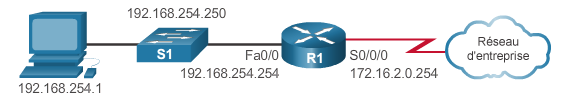 192.168.254.250
S1
Fa0/0
R1
S0/0/0
Réseau
d'entreprise
192.168.254.1
192.168.254.254
172.16.2.0.254